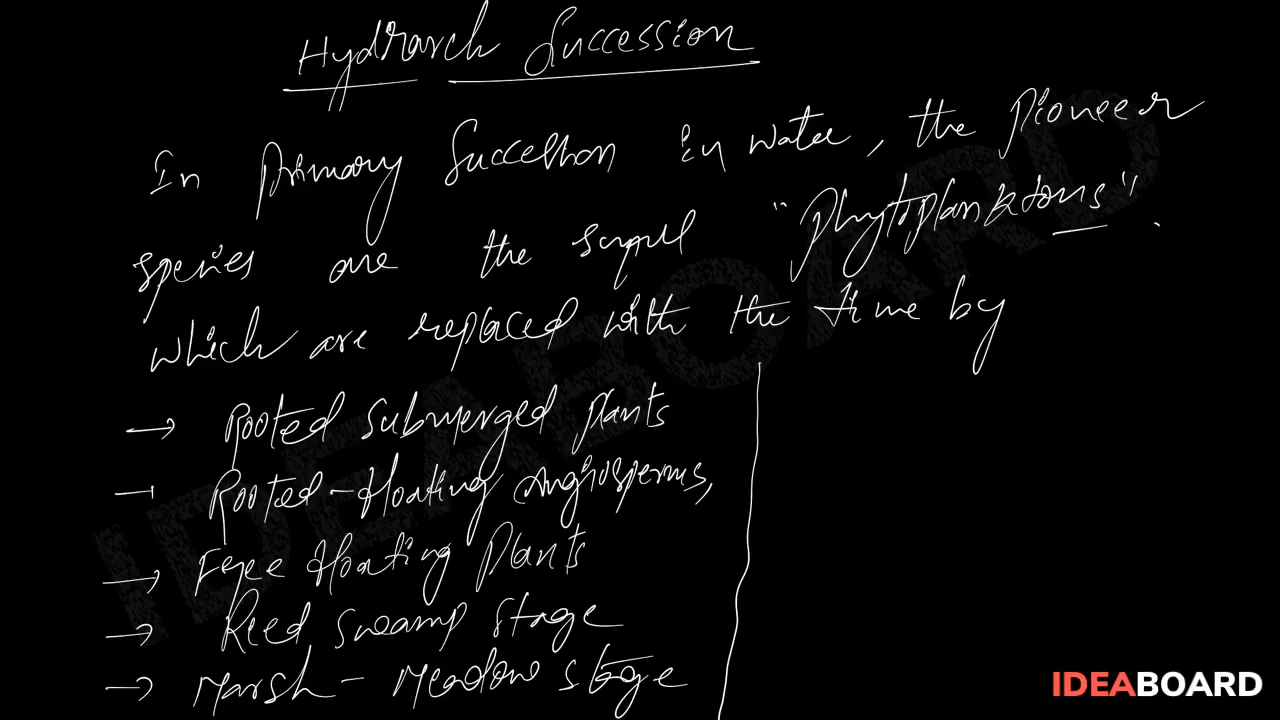 Hydrarch Succession
In primary succession in water, the pioneer
species are the small "phytoplanktons".
which are replaced with the time by
→ Rooted submerged plants
→ Rooted-floating angiosperms,
→ Free floating plants
→ Reed swamp stage
→ Marsh-Meadow stage
IDEABOARD
IDEABOARD